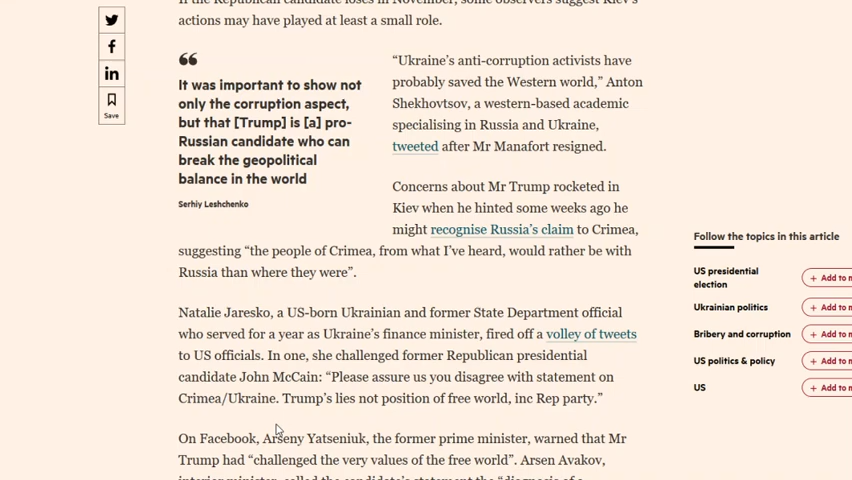 If the Republican candidate loses in November, some observers suggest Kiev's
actions may have played at least a small role.
“
It was important to show not
only the corruption aspect,
but that [Trump] is [a] pro-
Russian candidate who can
break the geopolitical
balance in the world
Serhiy Leshchenko
“Ukraine’s anti-corruption activists have
probably saved the Western world,” Anton
Shekhovtsov, a western-based academic
specialising in Russia and Ukraine,
tweeted after Mr Manafort resigned.
Concerns about Mr Trump rocketed in
Kiev when he hinted some weeks ago he
might recognise Russia’s claim to Crimea,
suggesting “the people of Crimea, from what I’ve heard, would rather be with
Russia than where they were”.
Natalie Jaresko, a US-born Ukrainian and former State Department official
who served for a year as Ukraine’s finance minister, fired off a volley of tweets
to US officials. In one, she challenged former Republican presidential
candidate John McCain: “Please assure us you disagree with statement on
Crimea/Ukraine. Trump’s lies not position of free world, inc Rep party.”
On Facebook, Arseny Yatseniuk, the former prime minister, warned that Mr
Trump had “challenged the very values of the free world”. Arsen Avakov,
interior minister, called the candidate’s statement the “diagnosis of a
Save
Follow the topics in this article
US presidential
election
+ Add to
Ukrainian politics
+ Add to
Bribery and corruption
+ Add to
US politics & policy
+ Add to
US
+ Add to